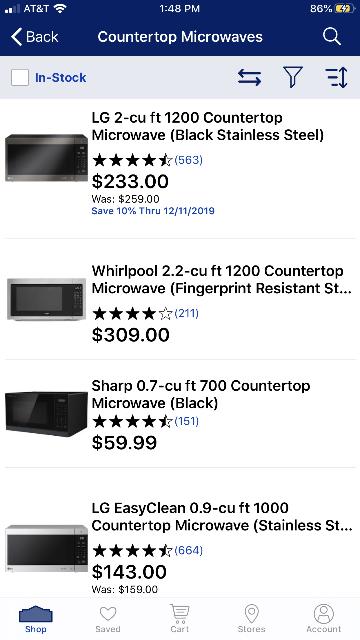 AT&T 1:48 PM 86%
Back Countertop Microwaves
In-Stock
LG 2-cu ft 1200 Countertop
Microwave (Black Stainless Steel)
(563)
$233.00
Was: $259.00
Save 10% Thru 12/11/2019
Whirlpool 2.2-cu ft 1200 Countertop
Microwave (Fingerprint Resistant St...
(211)
$309.00
Sharp 0.7-cu ft 700 Countertop
Microwave (Black)
(151)
$59.99
LG EasyClean 0.9-cu ft 1000
Countertop Microwave (Stainless St...
(664)
$143.00
Was: $159.00
Shop Saved Cart Stores Account